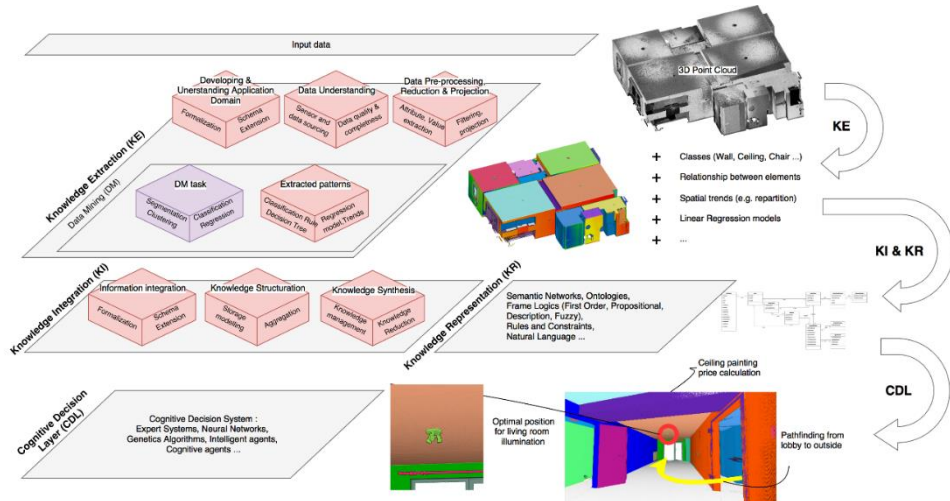 Input data
Developing &
Unerstanding Application
Domain
Formalization
Schema
Extension
Data Understanding
Sensor and
data sourcing
Data quality &
completness
Data Pre-processing,
Reduction & Projection
Attribute, Value
extraction
Filtering,
projection
3D Point Cloud
KE
Knowledge Extraction (KE)
Data Mining (DM)
DM task
Segmentation
Clustering
Classification
Regression
Extracted patterns
Classification Rule
Decision Tree
Regression
model,Trends
+ Classes (Wall, Ceiling, Chair ...)
+ Relationship between elements
+ Spatial trends (e.g. repartition)
+ Linear Regression models
+ ...
KI & KR
Knowledge Integration (KI)
Information integration
Formalization
Schema
Extension
Knowledge Structuration
Storage
modelling
Aggregation
Knowledge Synthesis
Knowledge
management
Knowledge
Reduction
Knowledge Representation (KR)
Semantic Networks, Ontologies,
Frame Logics (First Order, Propositional,
Description, Fuzzy),
Rules and Constraints,
Natural Language ...
CDL
Cognitive Decision
Layer (CDL)
Cognitive Decision System :
Expert Systems, Neural Networks,
Genetics Algorithms, Intelligent agents,
Cognitive agents ...
Optimal position
for living room
illumination
Ceiling painting
price calculation
Pathfinding from
lobby to outside